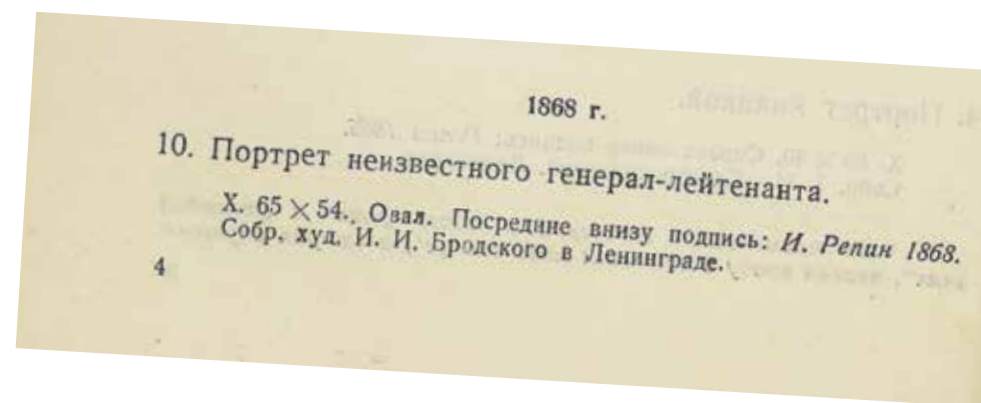 1868 г.
10. Портрет неизвестного генерал-лейтенанта.
Х. 65 × 54. Овал. Посредине внизу подпись: И. Репин 1868.
Собр. худ. И. И. Бродского в Ленинграде.
4